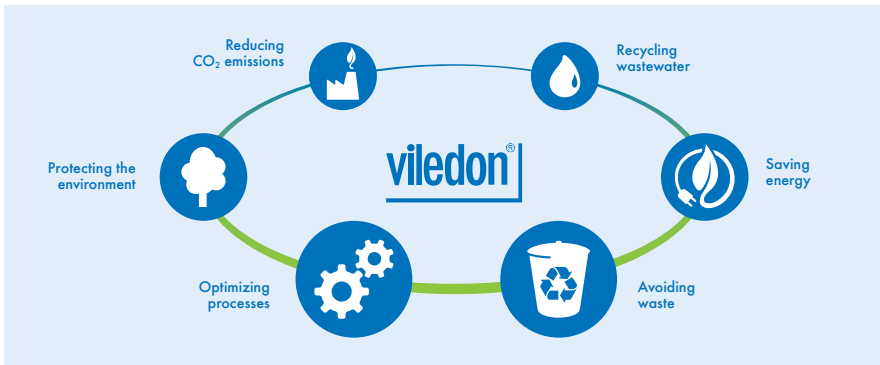 Reducing
CO₂ emissions
Recycling
wastewater
viledon®
Protecting the
environment
Saving
energy
Optimizing
processes
Avoiding
waste